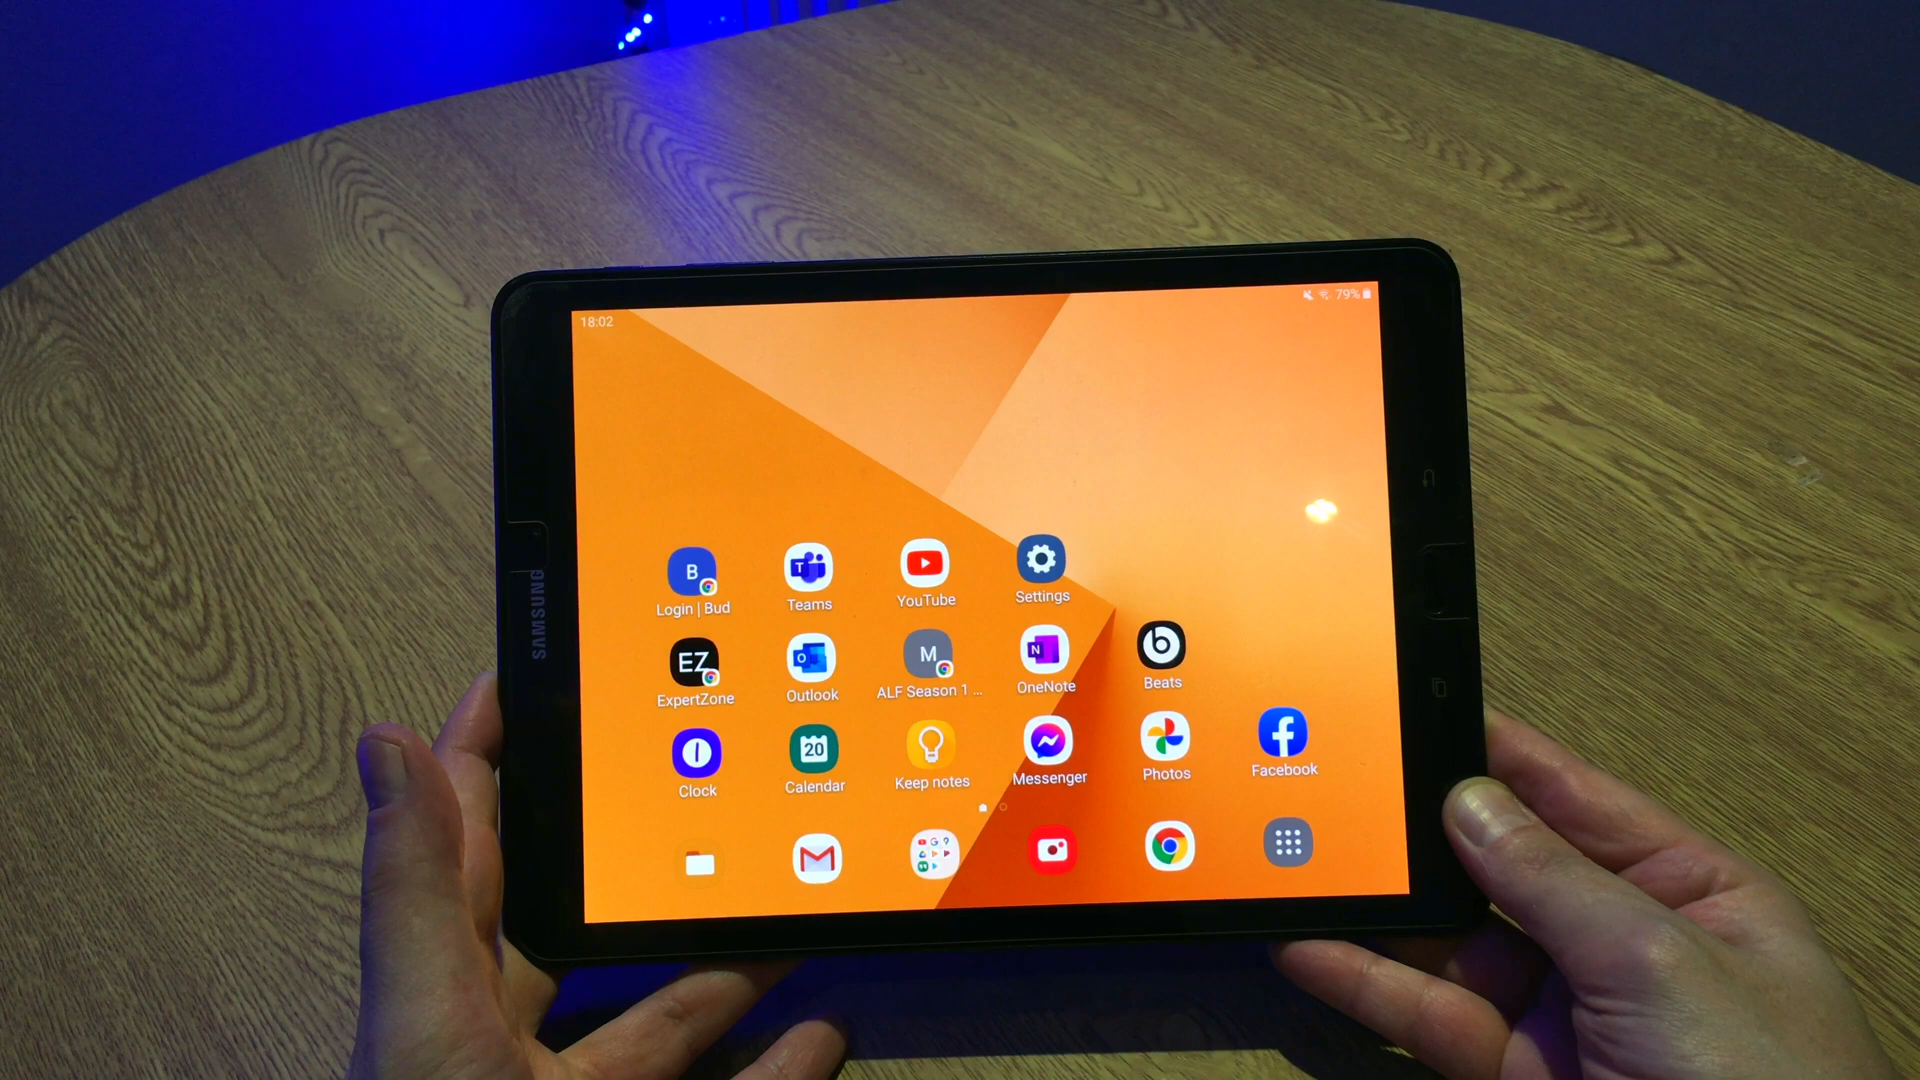 18:02
79%
B
T
Login | Bud
Teams
YouTube
Settings
EZ
O
M
N
b
ExpertZone
Outlook
ALF Season 1 ...
OneNote
Beats
20
Clock
Calendar
Keep notes
Messenger
Photos
Facebook
SAMSUNG